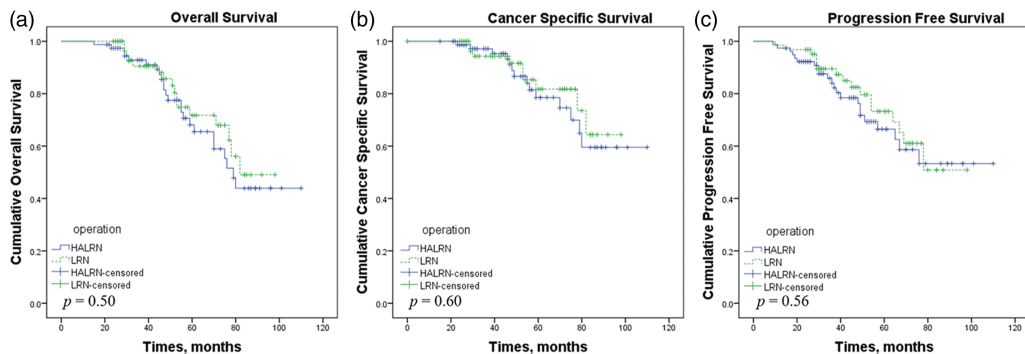 (a) Overall Survival
Cumulative Overall Survival
1.0
0.8
0.6
0.4
0.2
0.0
operation
HALRN
LRN
HALRN-censored
LRN-censored
p = 0.50
0 20 40 60 80 100 120
Times, months
(b) Cancer Specific Survival
Cumulative Cancer Specific Survival
1.0
0.8
0.6
0.4
0.2
0.0
operation
HALRN
LRN
HALRN-censored
LRN-censored
p = 0.60
0 20 40 60 80 100 120
Times, months
(c) Progression Free Survival
Cumulative Progression Free Survival
1.0
0.8
0.6
0.4
0.2
0.0
operation
HALRN
LRN
HALRN-censored
LRN-censored
p = 0.56
0 20 40 60 80 100 120
Times, months